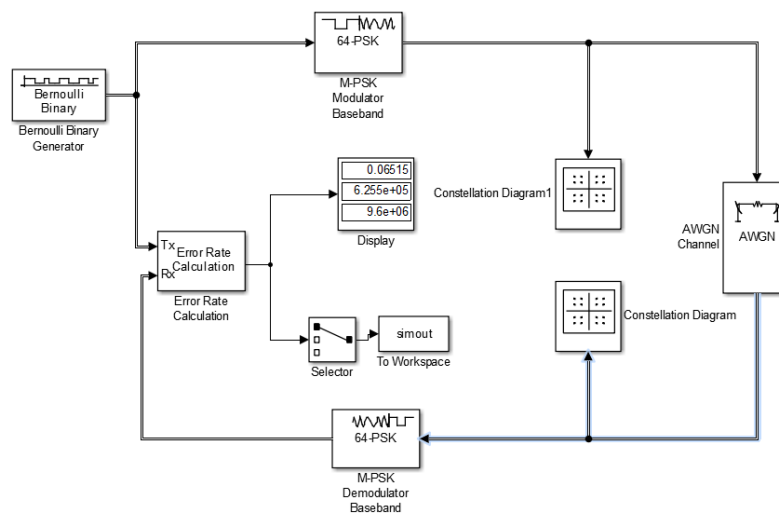 64-PSK
M-PSK
Modulator
Baseband
Bernoulli
Binary
Bernoulli Binary
Generator
0.06515
6.255e+05
9.6e+06
Display
Constellation Diagram1
AWGN
Channel
AWGN
Tx
Rx
Error Rate
Calculation
Error Rate
Calculation
Constellation Diagram
Selector
simout
To Workspace
64-PSK
M-PSK
Demodulator
Baseband